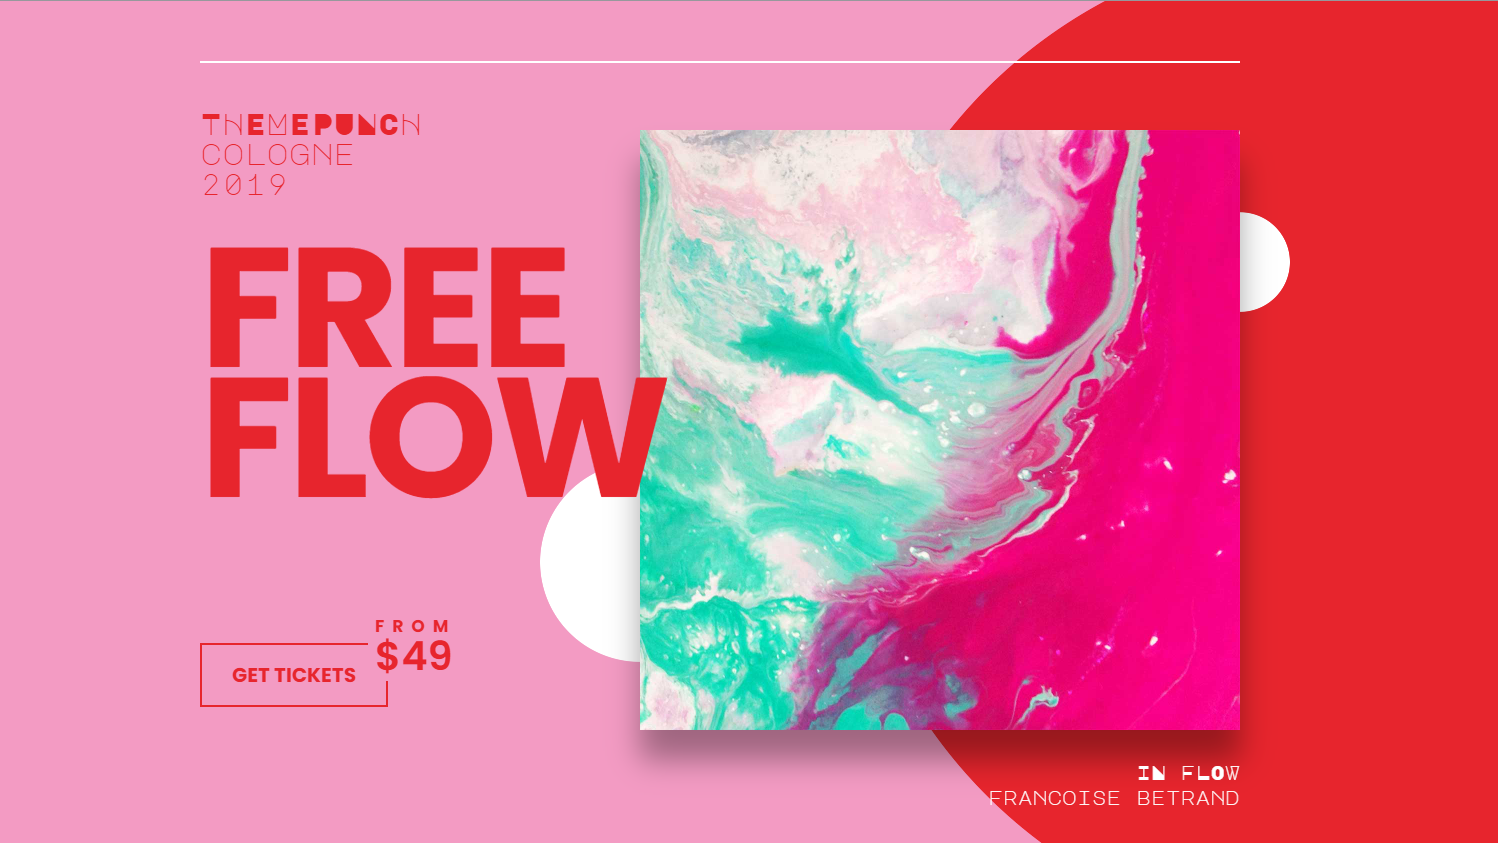 THEMEPUNCH
COLOGNE
2019
FREE
FLOW
FROM
$49
GET TICKETS
IN FLOW
FRANCOISE BETRAND